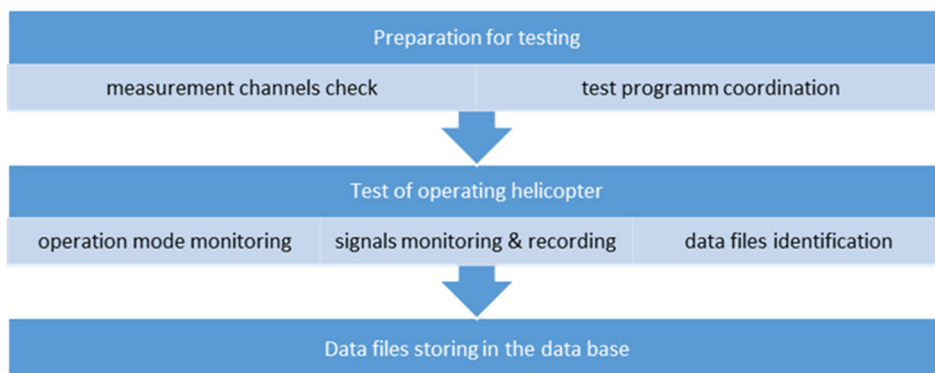 Preparation for testing
measurement channels check
test programm coordination
Test of operating helicopter
operation mode monitoring
signals monitoring & recording
data files identification
Data files storing in the data base